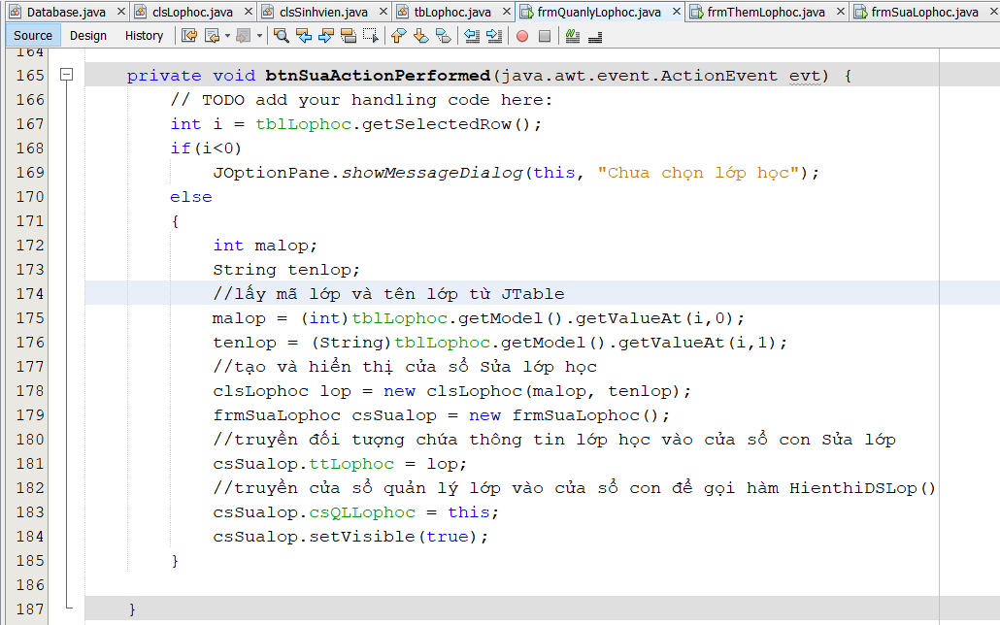 Database.java clsLophoc.java clsSinhvien.java tbLophoc.java frmQuanlyLophoc.java frmThemLophoc.java frmSuaLophoc.java
Source Design History
164
165 private void btnSuaActionPerformed(java.awt.event.ActionEvent evt) {
166 // TODO add your handling code here:
167 int i = tblLophoc.getSelectedRow();
168 if(i<0)
169 JOptionPane.showMessageDialog(this, "Chưa chọn lớp học");
170 else
171 {
172 int malop;
173 String tenlop;
174 //lấy mã lớp và tên lớp từ JTable
175 malop = (int)tblLophoc.getModel().getValueAt(i,0);
176 tenlop = (String)tblLophoc.getModel().getValueAt(i,1);
177 //tạo và hiển thị cửa sổ Sửa lớp học
178 clsLophoc lop = new clsLophoc(malop, tenlop);
179 frmSuaLophoc csSualop = new frmSuaLophoc();
180 //truyền đối tượng chứa thông tin lớp học vào cửa sổ con Sửa lớp
181 csSualop.ttLophoc = lop;
182 //truyền cửa sổ quản lý lớp vào cửa sổ con để gọi hàm HienthiDSLop()
183 csSualop.csQLLophoc = this;
184 csSualop.setVisible(true);
185 }
186
187 }